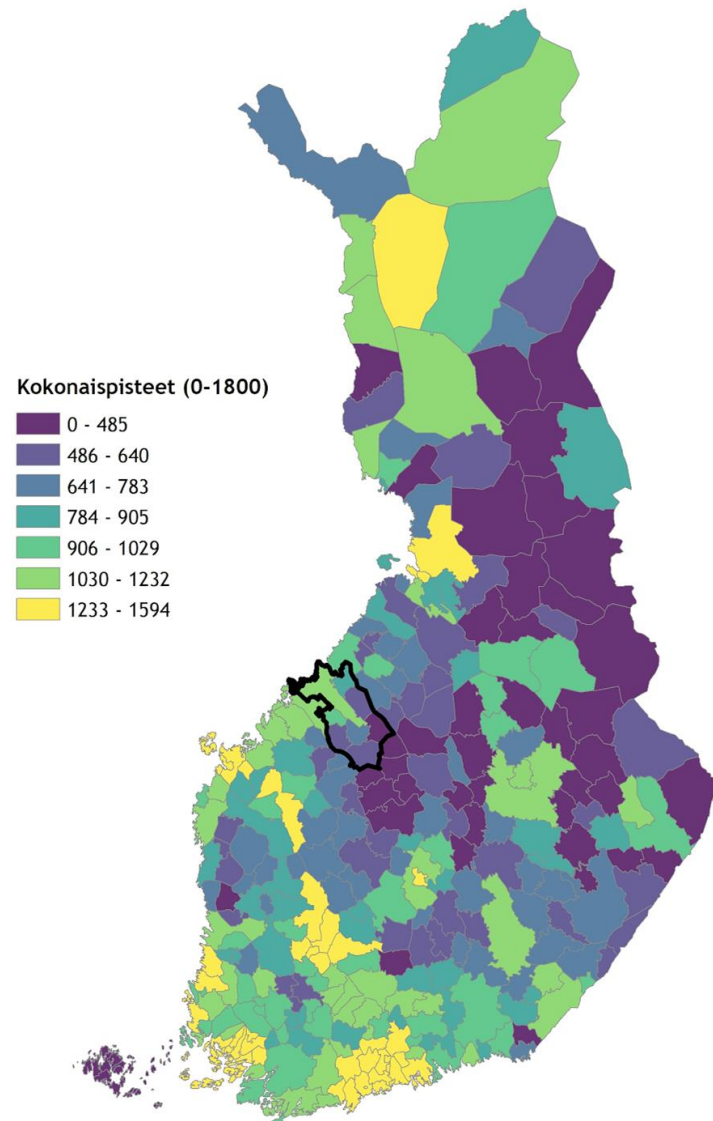 Kokonaispisteet (0-1800)
0 - 485
486 - 640
641 - 783
784 - 905
906 - 1029
1030 - 1232
1233 - 1594